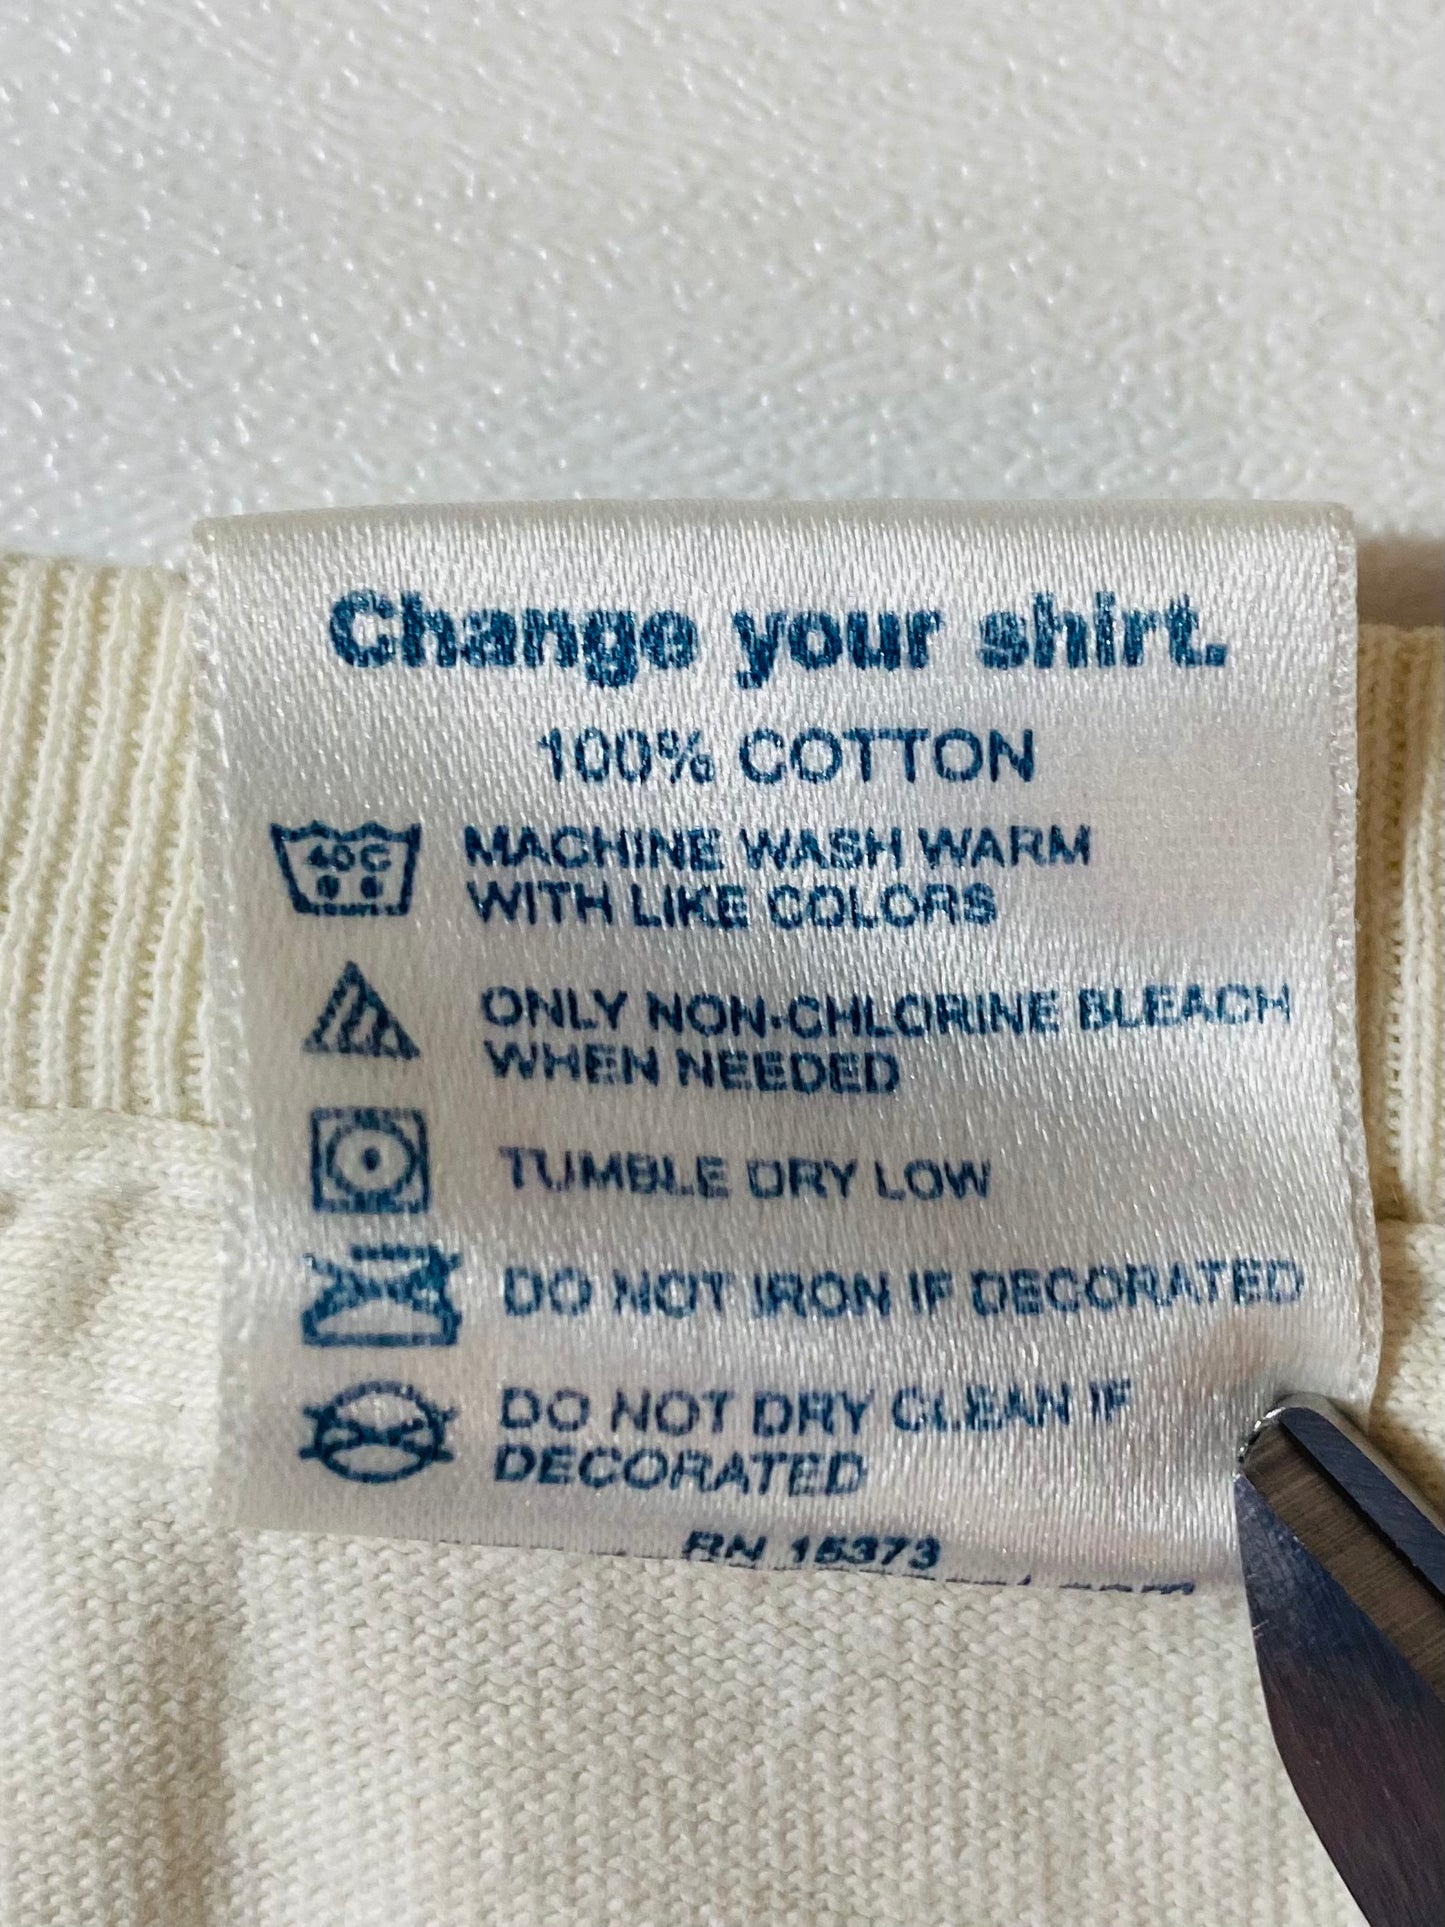 Change your shirt.
100% COTTON
40C
MACHINE WASH WARM
WITH LIKE COLORS
ONLY NON-CHLORINE BLEACH
WHEN NEEDED
TUMBLE DRY LOW
DO NOT IRON IF DECORATED
DO NOT DRY CLEAN IF
DECORATED
RN 15373